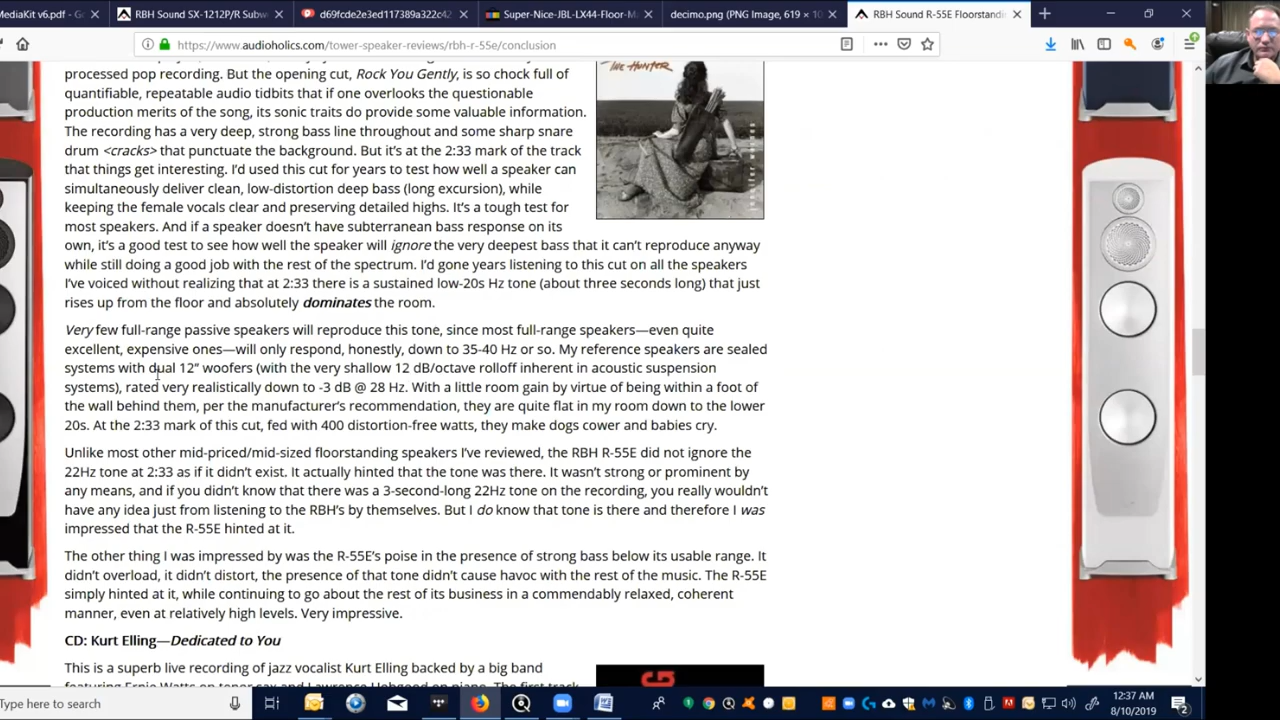 MediaKit v6.pdf - Go
RBH Sound SX-1212P/R Subw
d69fcde2e3ed117389a322c42
Super-Nice-JBL-LX44-Floor-M
decimo.png (PNG Image, 619 × 10
RBH Sound R-55E Floorstandi
https://www.audioholics.com/tower-speaker-reviews/rbh-r-55e/conclusion
processed pop recording. But the opening cut, Rock You Gently, is so chock full of
quantifiable, repeatable audio tidbits that if one overlooks the questionable
production merits of the song, its sonic traits do provide some valuable information.
The recording has a very deep, strong bass line throughout and some sharp snare
drum <cracks> that punctuate the background. But it's at the 2:33 mark of the track
that things get interesting. I'd used this cut for years to test how well a speaker can
simultaneously deliver clean, low-distortion deep bass (long excursion), while
keeping the female vocals clear and preserving detailed highs. It's a tough test for
most speakers. And if a speaker doesn't have subterranean bass response on its
own, it's a good test to see how well the speaker will ignore the very deepest bass that it can't reproduce anyway
while still doing a good job with the rest of the spectrum. I'd gone years listening to this cut on all the speakers
I've voiced without realizing that at 2:33 there is a sustained low-20s Hz tone (about three seconds long) that just
rises up from the floor and absolutely dominates the room.
THE HUNTER
jennifer warnes
Very few full-range passive speakers will reproduce this tone, since most full-range speakers—even quite
excellent, expensive ones—will only respond, honestly, down to 35-40 Hz or so. My reference speakers are sealed
systems with dual 12" woofers (with the very shallow 12 dB/octave rolloff inherent in acoustic suspension
systems), rated very realistically down to -3 dB @ 28 Hz. With a little room gain by virtue of being within a foot of
the wall behind them, per the manufacturer's recommendation, they are quite flat in my room down to the lower
20s. At the 2:33 mark of this cut, fed with 400 distortion-free watts, they make dogs cower and babies cry.
Unlike most other mid-priced/mid-sized floorstanding speakers I've reviewed, the RBH R-55E did not ignore the
22Hz tone at 2:33 as if it didn't exist. It actually hinted that the tone was there. It wasn't strong or prominent by
any means, and if you didn't know that there was a 3-second-long 22Hz tone on the recording, you really wouldn't
have any idea just from listening to the RBH's by themselves. But I do know that tone is there and therefore I was
impressed that the R-55E hinted at it.
The other thing I was impressed by was the R-55E's poise in the presence of strong bass below its usable range. It
didn't overload, it didn't distort, the presence of that tone didn't cause havoc with the rest of the music. The R-55E
simply hinted at it, while continuing to go about the rest of its business in a commendably relaxed, coherent
manner, even at relatively high levels. Very impressive.
CD: Kurt Elling—Dedicated to You
This is a superb live recording of jazz vocalist Kurt Elling backed by a big band
featuring Ernie Watts on tenor sax and Lawrence Hobgood on piano. The first track
Type here to search
12:37 AM
8/10/2019
2